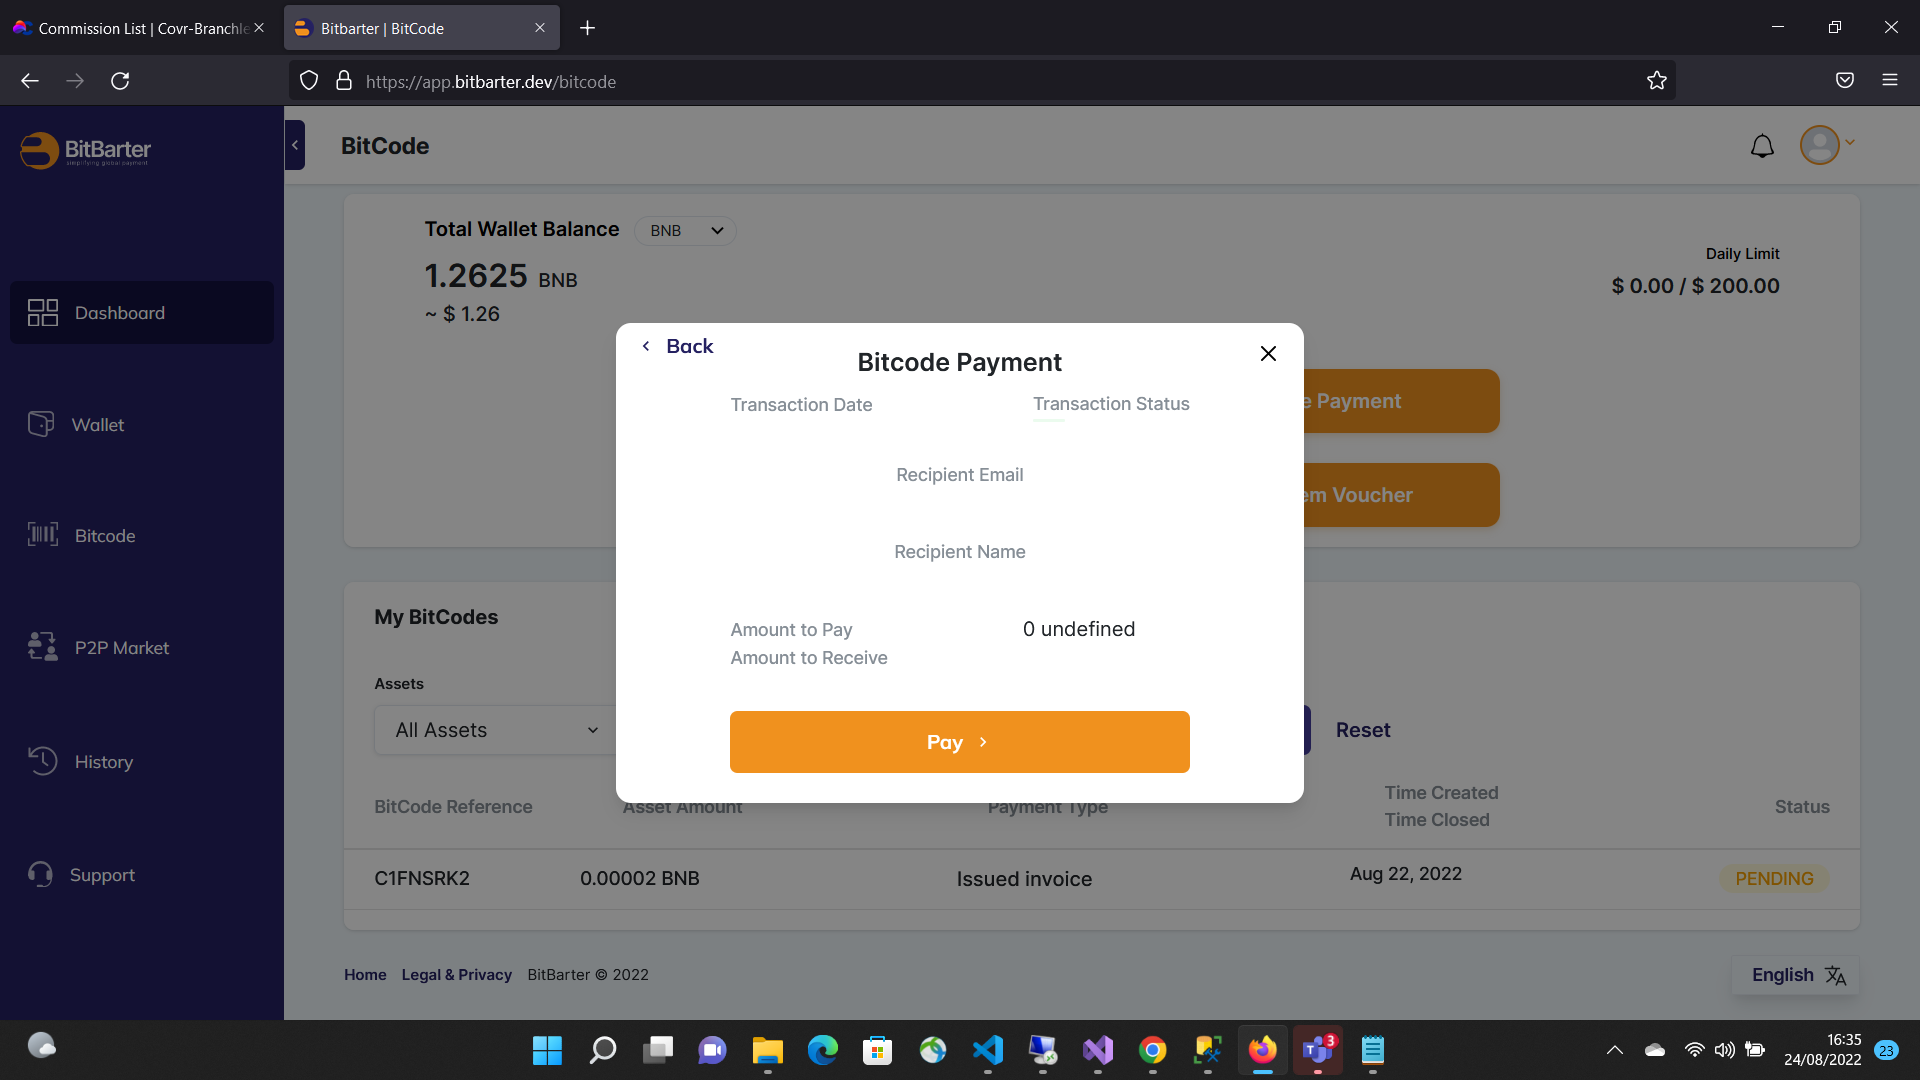 Commission List | Covr-Branchle
Bitbarter | BitCode
https://app.bitbarter.dev/bitcode
BitBarter
simplifying global payment
BitCode
Dashboard
Wallet
Bitcode
P2P Market
History
Support
Total Wallet Balance
BNB
1.2625 BNB
~ $ 1.26
Daily Limit
$ 0.00 / $ 200.00
e Payment
em Voucher
Back
Bitcode Payment
Transaction Date
Transaction Status
Recipient Email
Recipient Name
Amount to Pay
0 undefined
Amount to Receive
Pay
My BitCodes
Assets
All Assets
Reset
BitCode Reference
Asset Amount
Payment Type
Time Created
Time Closed
Status
C1FNSRK2
0.00002 BNB
Issued invoice
Aug 22, 2022
PENDING
Home
Legal & Privacy
BitBarter © 2022
English
3
16:35
24/08/2022
23